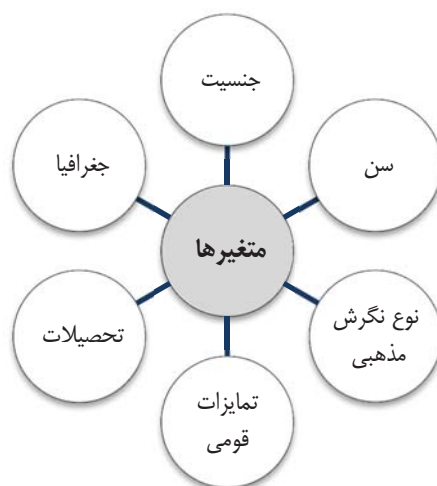 جنسیت
سن
جغرافیا
متغیرها
نوع نگرش
مذهبی
تحصیلات
تمایزات
قومی